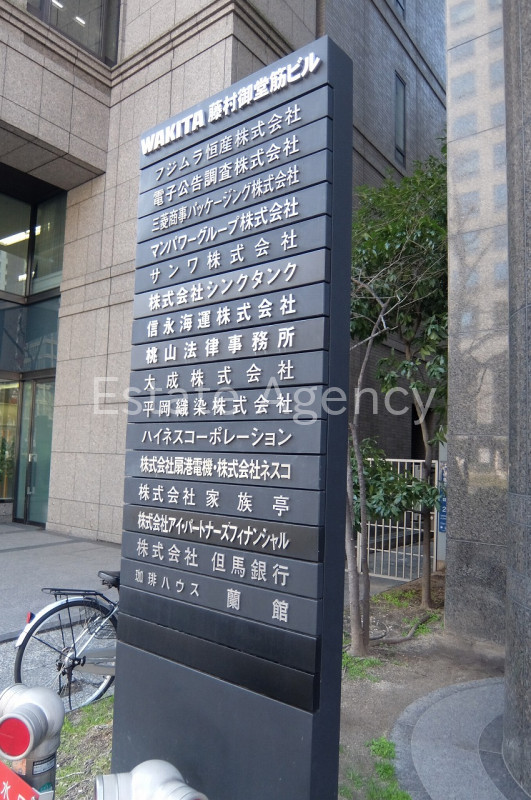 WAKITA 藤村御堂筋ビル
フジムラ恒産株式会社
電子公告調査株式会社
三菱商事パッケージング株式会社
マンパワーグループ株式会社
サンワ株式会社
株式会社シンクタンク
信永海運株式会社
桃山法律事務所
大成株式会社
平岡織染株式会社
ハイネスコーポレーション
株式会社扇港電機・株式会社ネスコ
株式会社家族亭
株式会社アイ・パートナーズフィナンシャル
株式会社 但馬銀行
珈琲ハウス 蘭館
Estate Agency